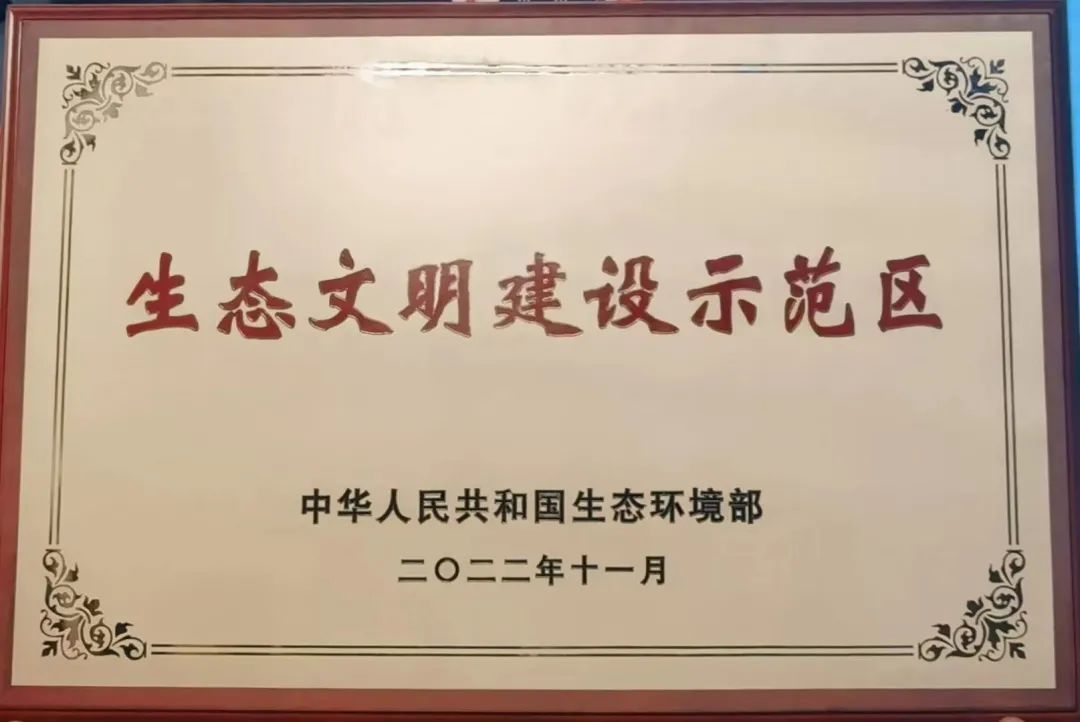 生态文明建设示范区
中华人民共和国生态环境部
二〇二二年十一月